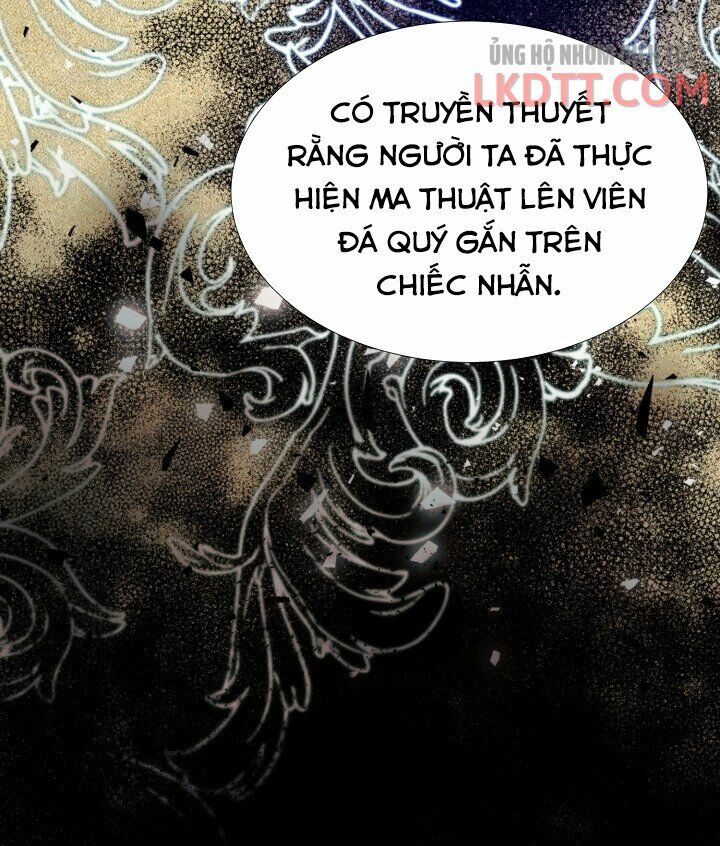 ỦNG HỘ NHÓM
LKDTT.COM
CÓ TRUYỀN THUYẾT
RẰNG NGƯỜI TA ĐÃ THỰC
HIỆN MA THUẬT LÊN VIÊN
ĐÁ QUÝ GẮN TRÊN
CHIẾC NHẪN.